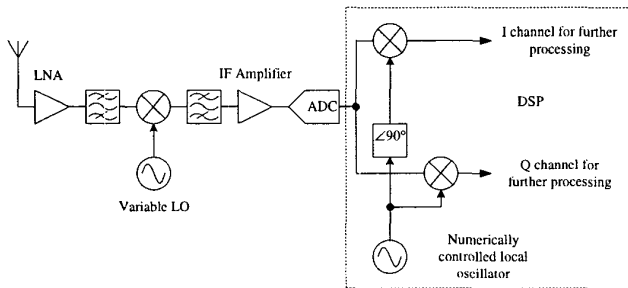 LNA
IF Amplifier
ADC
Variable LO
∠90°
I channel for further
processing
DSP
Q channel for
further processing
Numerically
controlled local
oscillator